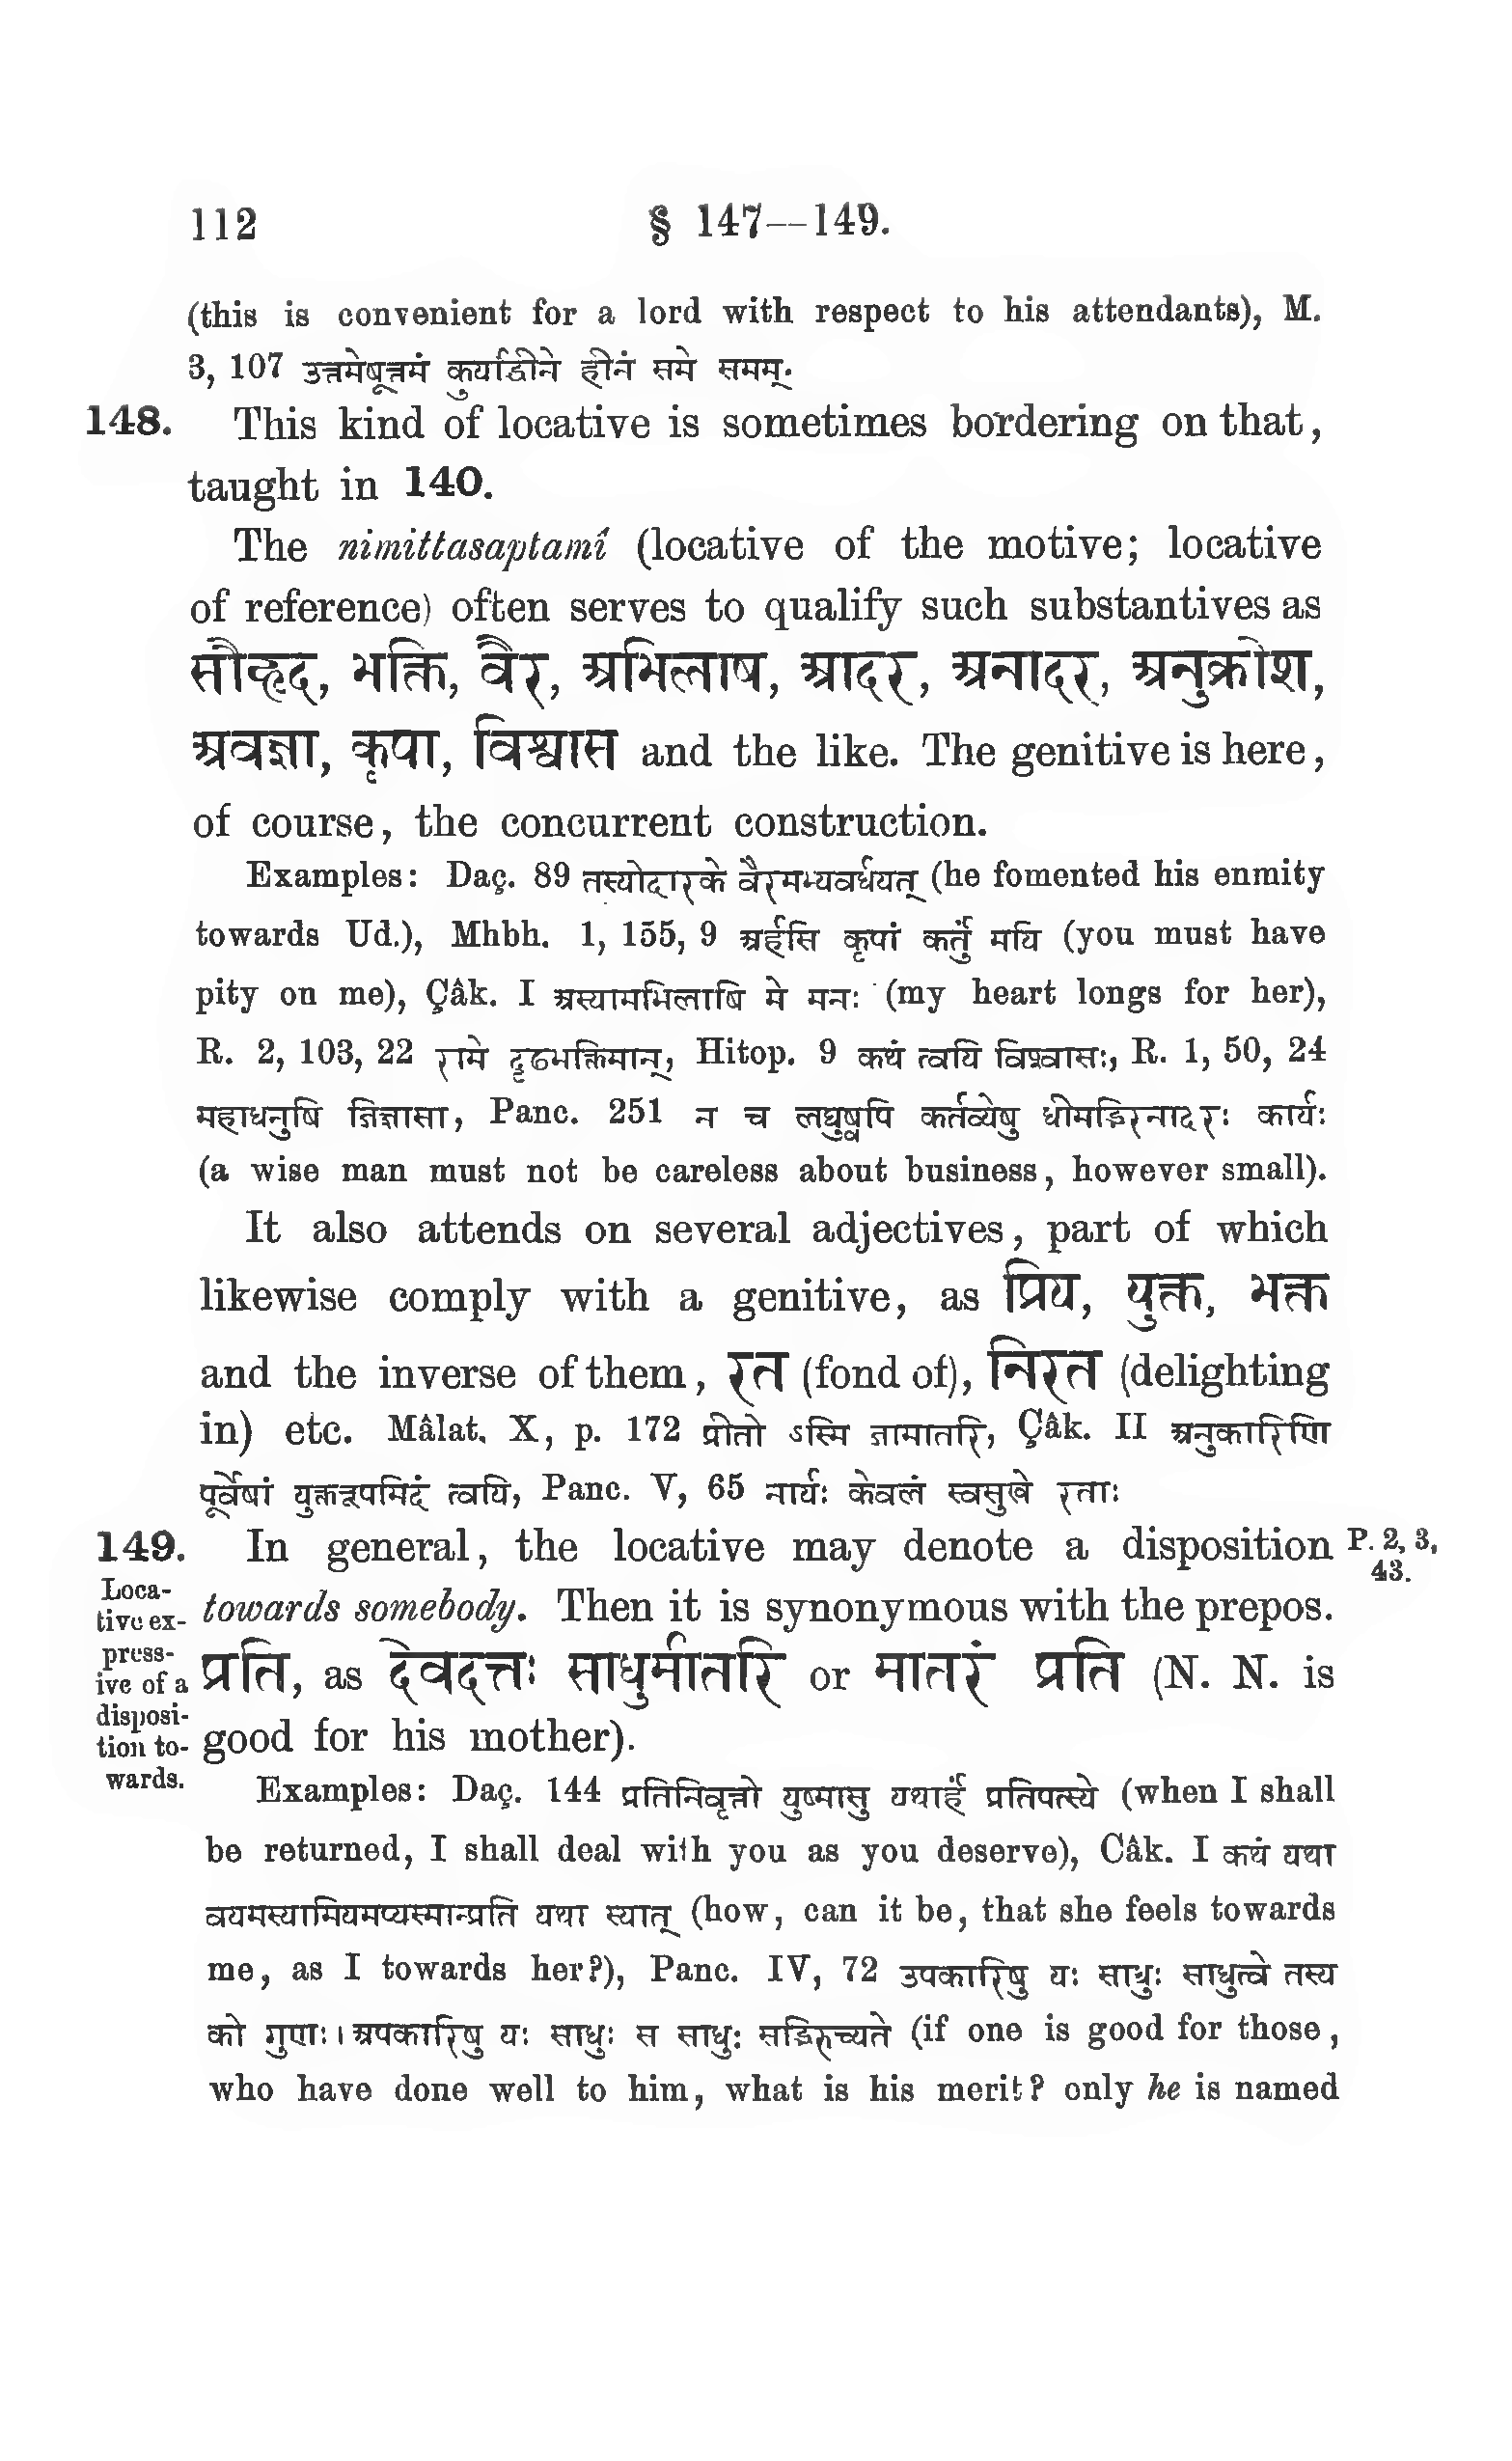 112 § 147—149.
(this is convenient for a lord with respect to his attendants), M.
3, 107 उत्तमेषूत्तमं कुर्याद्धीने हीनं समे समम्.
148. This kind of locative is sometimes bordering on that,
taught in 140.
The nimittasaptamî (locative of the motive; locative
of reference) often serves to qualify such substantives as
सौहृद, भक्ति, वैर, अभिलाष, आदर, अनादर, अनुक्रोश,
अवज्ञा, कृपा, विश्वास and the like. The genitive is here,
of course, the concurrent construction.
Examples: Daç. 89 तस्योदारके वैरमभ्यवर्धयत् (he fomented his enmity
towards Ud.), Mhbh. 1, 155, 9 अर्हसि कृपां कर्तुं मयि (you must have
pity on me), Çâk. I अस्यामभिलाषि मे मनः (my heart longs for her),
R. 2, 103, 22 रामे दृढभक्तिमान्, Hitop. 9 कथं त्वयि विश्वासः, R. 1, 50, 24
महाधनुषि जिज्ञासा, Panc. 251 न च लघुष्वपि कर्तव्येषु धीमद्भिरनादरः कार्यः
(a wise man must not be careless about business, however small).
It also attends on several adjectives, part of which
likewise comply with a genitive, as प्रिय, युक्त, भक्त
and the inverse of them, रत (fond of), निरत (delighting
in) etc. Mâlat. X, p. 172 प्रीतो ऽस्मि जामातरि, Çâk. II अनुकारिणि
पूर्वेषां युक्तरूपमिदं त्वयि, Panc. V, 65 नार्यः केवलं स्वसुखे रताः
149. In general, the locative may denote a disposition P. 2, 3,
43.
Loca-
tive ex-
press-
ive of a
disposi-
tion to-
wards.
towards somebody. Then it is synonymous with the prepos.
प्रति, as देवदत्तः साधुर्मातरि or मातरं प्रति (N. N. is
good for his mother).
Examples: Daç. 144 प्रतिनिवृत्तो युष्मासु यथार्हं प्रतिपत्स्ये (when I shall
be returned, I shall deal with you as you deserve), Câk. I कथं यथा
वयमस्यामियमप्यस्मान्प्रति यथा स्यात् (how, can it be, that she feels towards
me, as I towards her?), Panc. IV, 72 उपकारिषु यः साधुः साधुत्वे तस्य
को गुणः। अपकारिषु यः साधुः स साधुः सद्भिरुच्यते (if one is good for those,
who have done well to him, what is his merit? only he is named